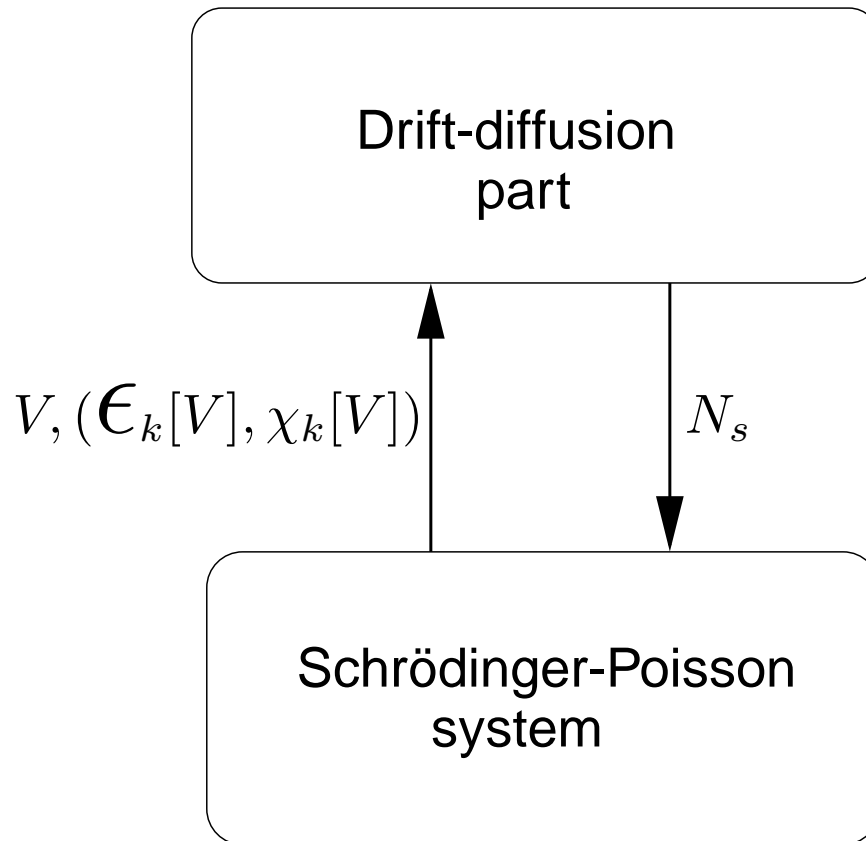 Drift-diffusion
part
V, (ϵ_k[V], χ_k[V])
N_s
Schrödinger-Poisson
system